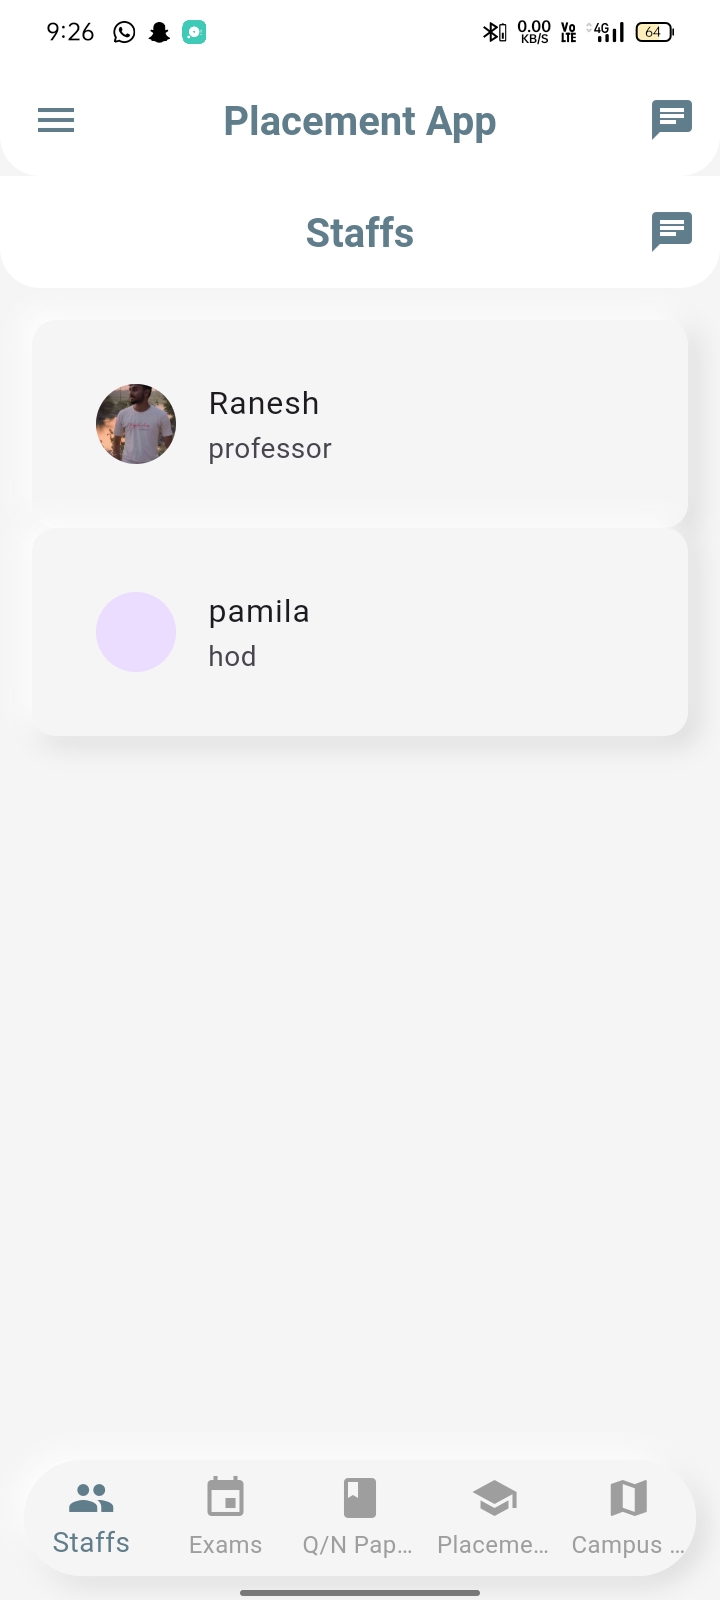 9:26 0.00 KB/S Vo LTE 4G 64
Placement App
Staffs
Ranesh
professor
pamila
hod
Staffs Exams Q/N Pap... Placeme... Campus ...